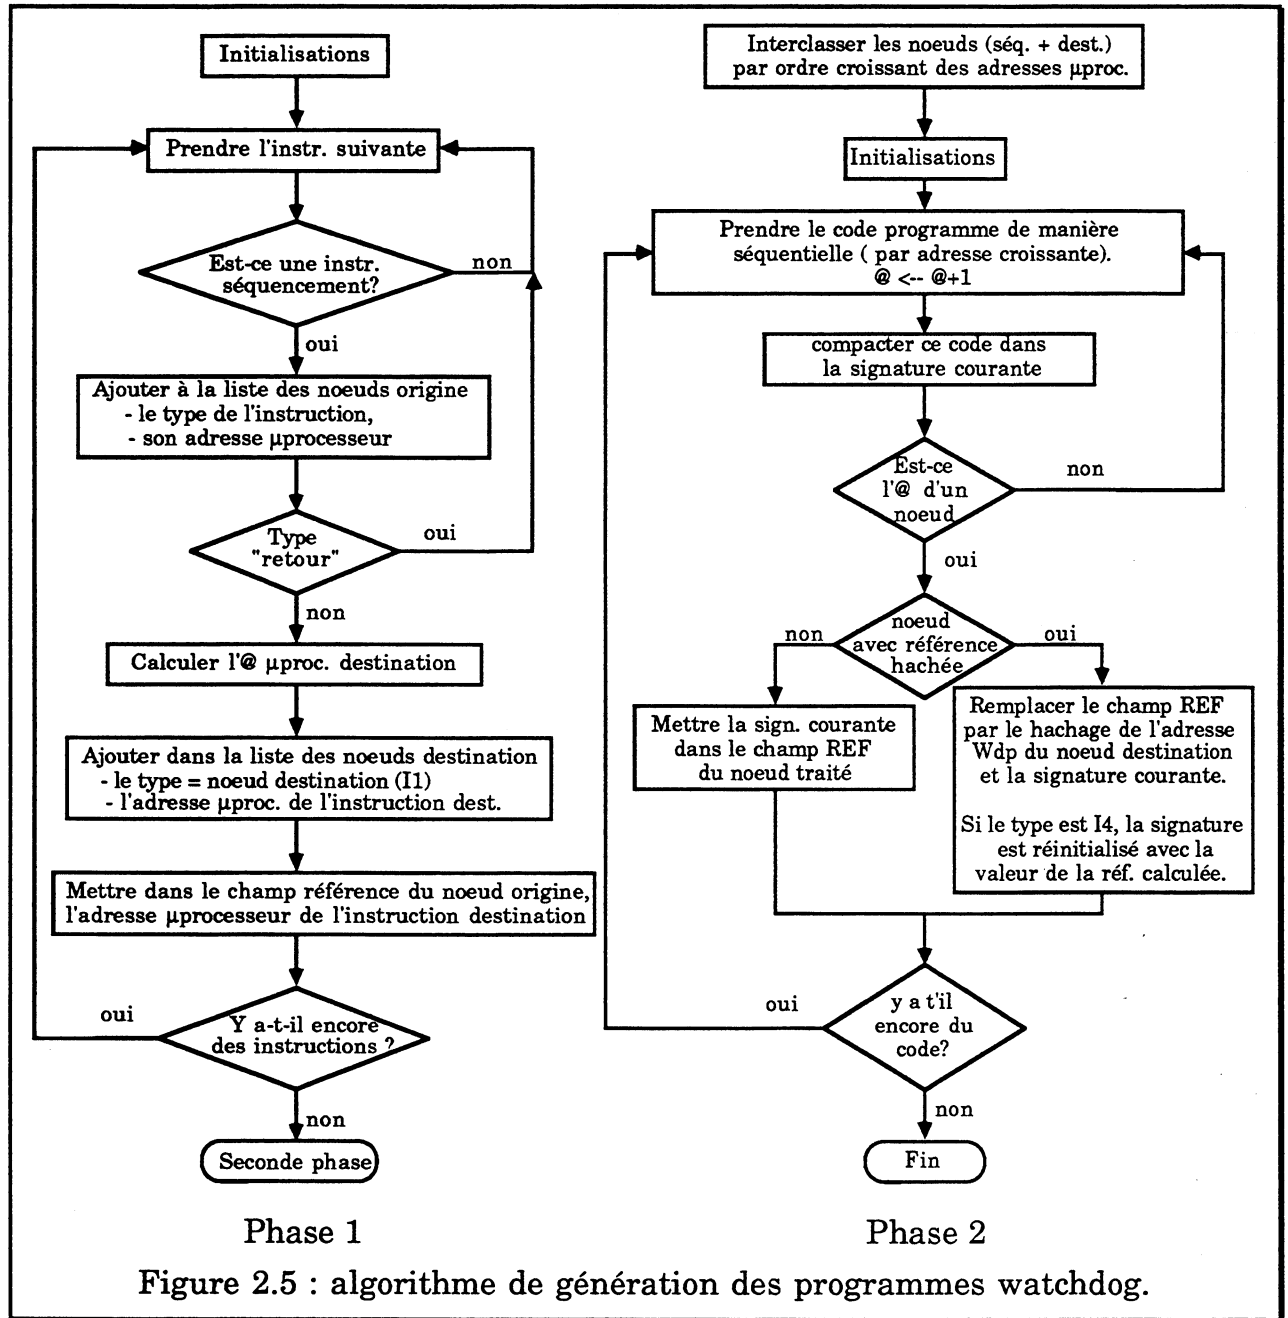 Initialisations
Prendre l'instr. suivante
Est-ce une instr.
séquencement?
non
oui
Ajouter à la liste des noeuds origine
- le type de l'instruction,
- son adresse µprocesseur
Type
"retour"
oui
non
Calculer l'@ µproc. destination
Ajouter dans la liste des noeuds destination
- le type = noeud destination (I1)
- l'adresse µproc. de l'instruction dest.
Mettre dans le champ référence du noeud origine,
l'adresse µprocesseur de l'instruction destination
oui
Y a-t-il encore
des instructions ?
non
Seconde phase
Phase 1
Interclasser les noeuds (séq. + dest.)
par ordre croissant des adresses µproc.
Initialisations
Prendre le code programme de manière
séquentielle ( par adresse croissante).
@ <-- @+1
compacter ce code dans
la signature courante
Est-ce
l'@ d'un
noeud
non
oui
noeud
avec référence
hachée
non
oui
Mettre la sign. courante
dans le champ REF
du noeud traité
Remplacer le champ REF
par le hachage de l'adresse
Wdp du noeud destination
et la signature courante.
Si le type est I4, la signature
est réinitialisé avec la
valeur de la réf. calculée.
oui
y a t'il
encore du
code?
non
Fin
Phase 2
Figure 2.5 : algorithme de génération des programmes watchdog.